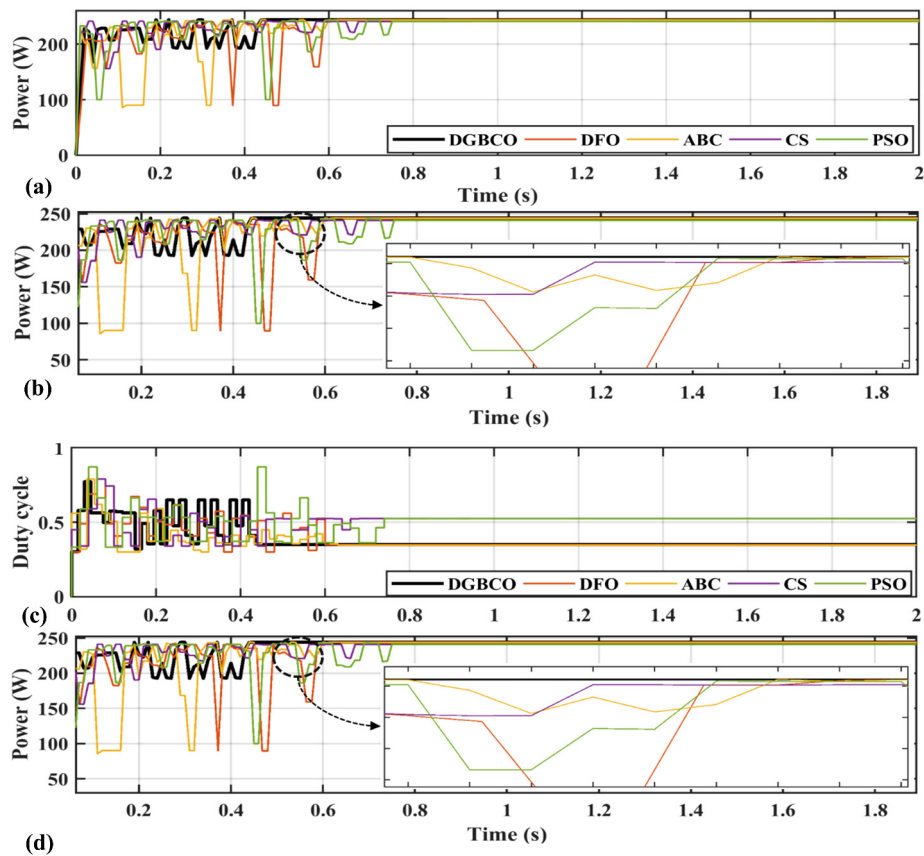 Power (W)
200
100
0
0 0.2 0.4 0.6 0.8 1 1.2 1.4 1.6 1.8 2
DGBCO DFO ABC CS PSO
Time (s)
(a)
Power (W)
250
200
150
100
50
0.2 0.4 0.6 0.8 1 1.2 1.4 1.6 1.8
Time (s)
(b)
Duty cycle
1
0.5
0
0 0.2 0.4 0.6 0.8 1 1.2 1.4 1.6 1.8 2
DGBCO DFO ABC CS PSO
(c)
Power (W)
250
200
150
100
50
0.2 0.4 0.6 0.8 1 1.2 1.4 1.6 1.8
Time (s)
(d)